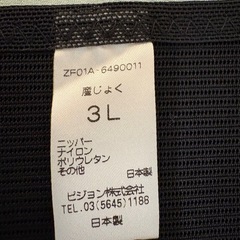 ZF01A-6490011
産じょく
3L
ニッパー
ナイロン
ポリウレタン
その他
日本製
ピジョン株式会社
TEL.03(5645)1188
日本製